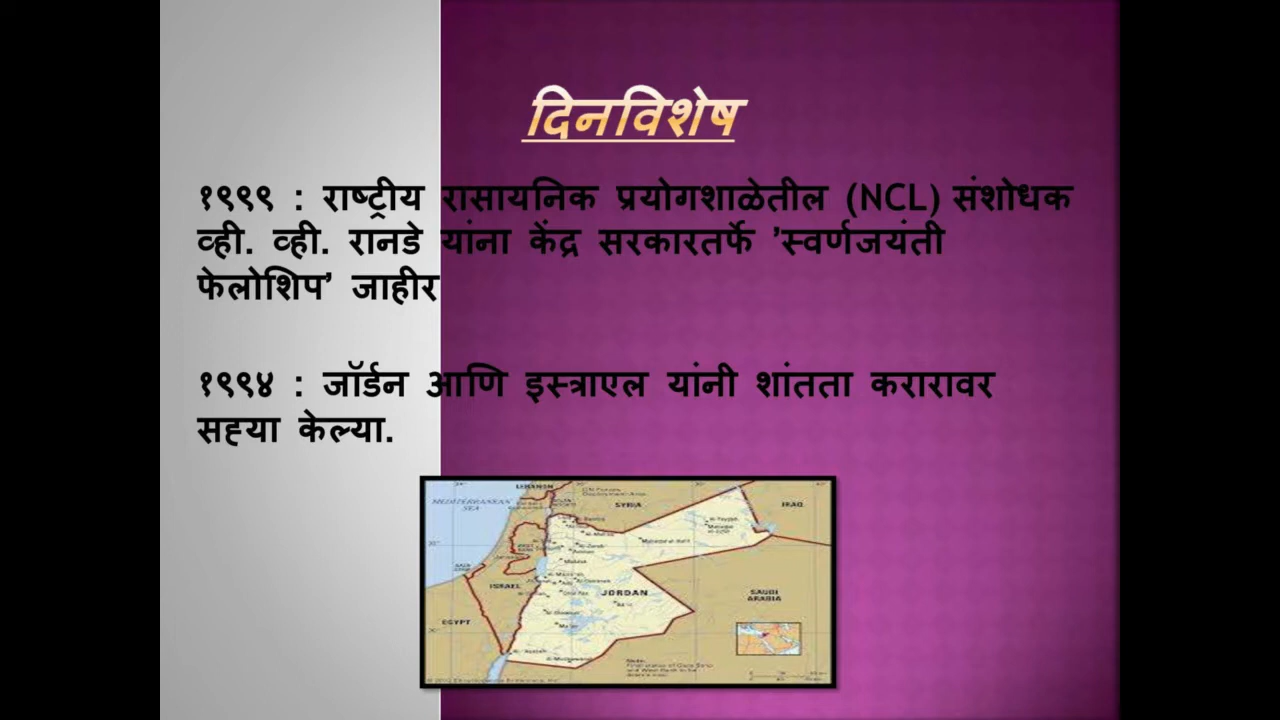 दिनविशेष
१९९९ : राष्ट्रीय रासायनिक प्रयोगशाळेतील (NCL) संशोधक
व्ही. व्ही. रानडे यांना केंद्र सरकारतर्फे 'स्वर्णजयंती
फेलोशिप' जाहीर
१९९४ : जॉर्डन आणि इस्त्राएल यांनी शांतता करारावर
सह्या केल्या.
LEBANON
MEDITERRANEAN
SEA
SYRIA
IRAQ
ISRAEL
JORDAN
SAUDI
ARABIA
EGYPT